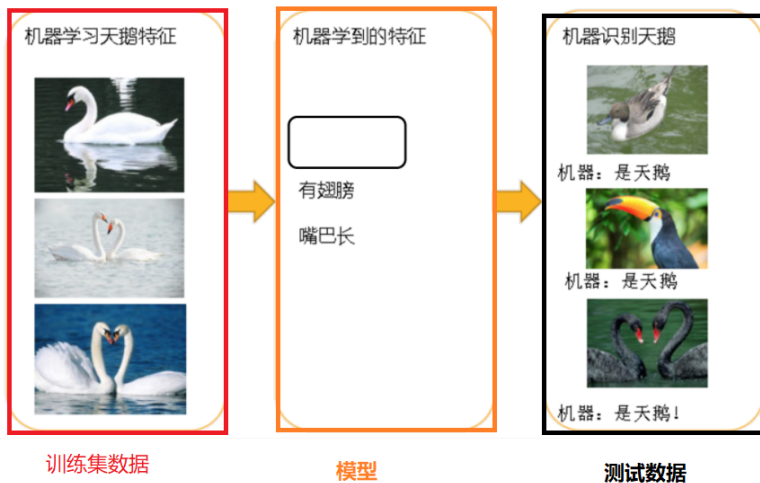 机器学习天鹅特征
机器学到的特征
有翅膀
嘴巴长
机器识别天鹅
机器：是天鹅
机器：是天鹅
机器：是天鹅！
训练集数据
模型
测试数据